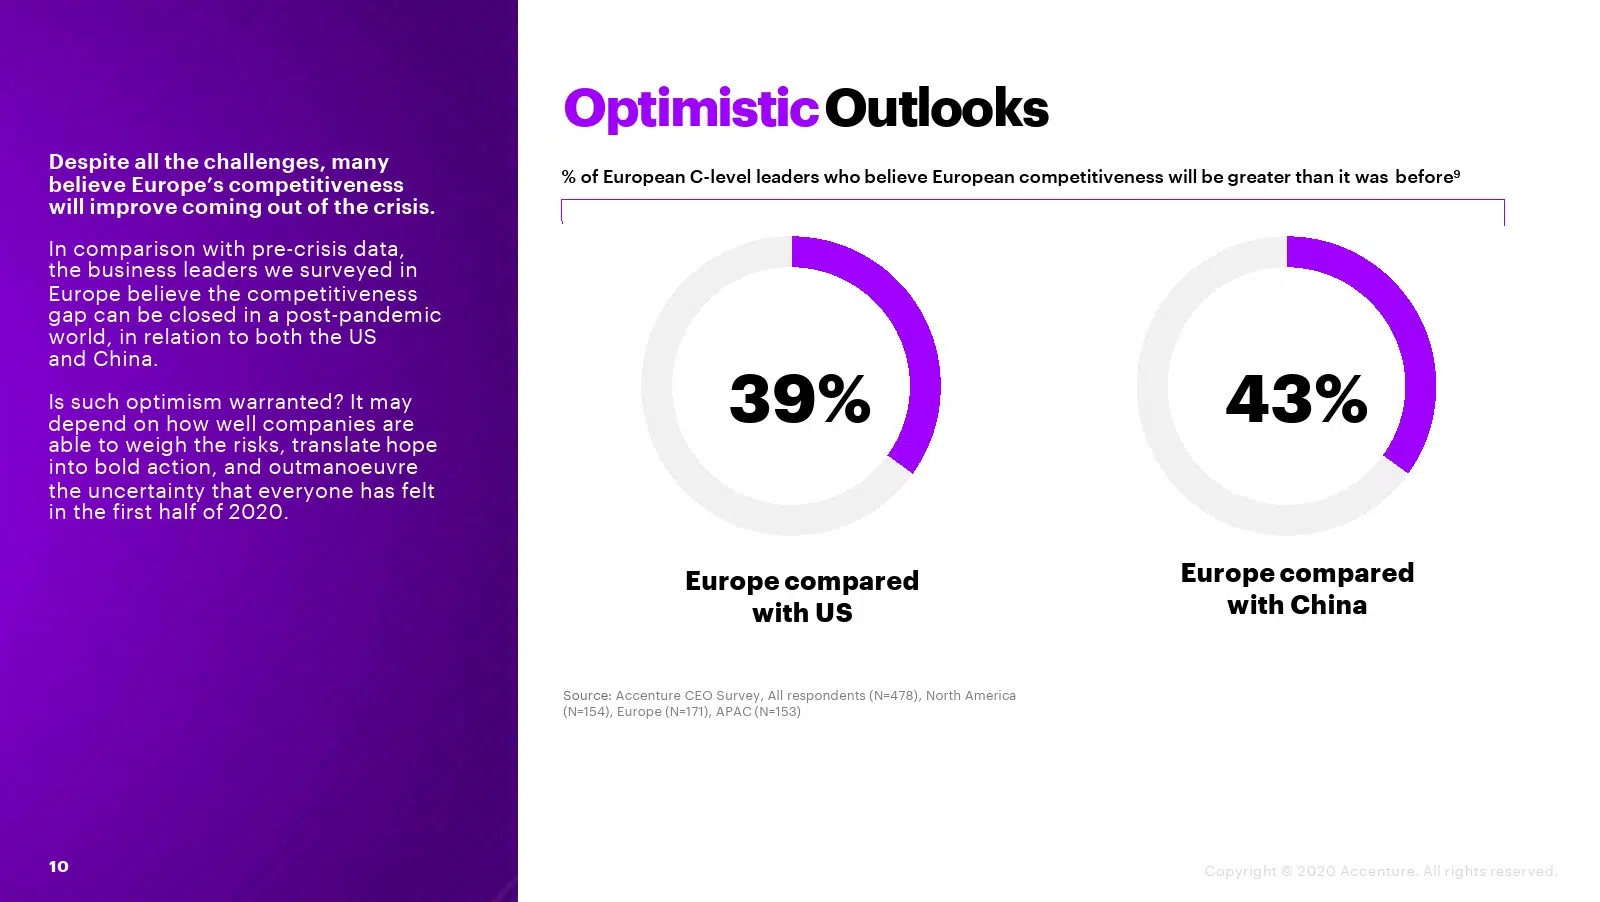 Despite all the challenges, many
believe Europe’s competitiveness
will improve coming out of the crisis.
In comparison with pre-crisis data,
the business leaders we surveyed in
Europe believe the competitiveness
gap can be closed in a post-pandemic
world, in relation to both the US
and China.
Is such optimism warranted? It may
depend on how well companies are
able to weigh the risks, translate hope
into bold action, and outmanoeuvre
the uncertainty that everyone has felt
in the first half of 2020.
10
Optimistic Outlooks
% of European C-level leaders who believe European competitiveness will be greater than it was before⁹
39%
Europe compared
with US
43%
Europe compared
with China
Source: Accenture CEO Survey, All respondents (N=478), North America
(N=154), Europe (N=171), APAC (N=153)
Copyright © 2020 Accenture. All rights reserved.